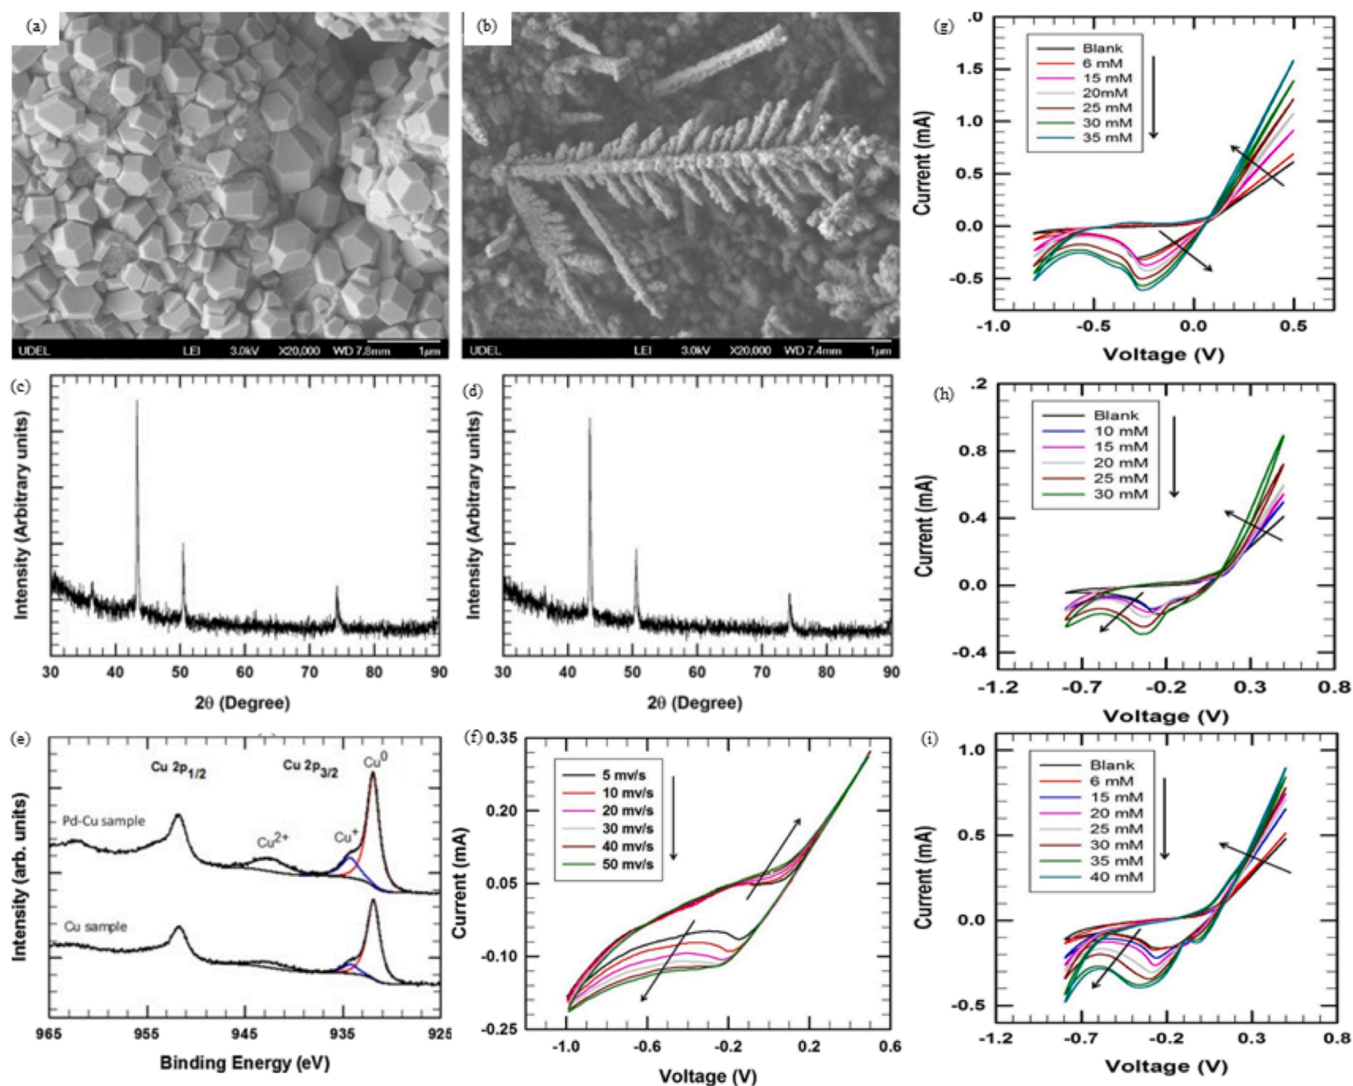 (a)
UDEL LEI 3.0kV X20,000 WD 7.8mm 1μm
(b)
UDEL LEI 3.0kV X20,000 WD 7.4mm 1μm
(c)
Intensity (Arbitrary units)
30 40 50 60 70 80 90
2θ (Degree)
(d)
Intensity (Arbitrary units)
30 40 50 60 70 80 90
2θ (Degree)
(e)
Cu 2p1/2
Cu 2p3/2
Cu0
Pd-Cu sample
Cu2+
Cu+
Cu sample
Intensity (arb. units)
965 955 945 935 925
Binding Energy (eV)
(f)
0.35
0.20
0.05
-0.10
-0.25
Current (mA)
5 mv/s
10 mv/s
20 mv/s
30 mv/s
40 mv/s
50 mv/s
-1.0 -0.6 -0.2 0.2 0.6
Voltage (V)
(g)
1.5
1.0
0.5
0.0
-0.5
Current (mA)
Blank
6 mM
15 mM
20mM
25 mM
30 mM
35 mM
-1.0 -0.5 0.0 0.5
Voltage (V)
(h)
.2
0.8
0.4
0.0
-0.4
Current (mA)
Blank
10 mM
15 mM
20 mM
25 mM
30 mM
-1.2 -0.7 -0.2 0.3 0.8
Voltage (V)
(i)
1.0
0.5
0.0
-0.5
Current (mA)
Blank
6 mM
15 mM
20 mM
25 mM
30 mM
35 mM
40 mM
-1.2 -0.7 -0.2 0.3 0.8
Voltage (V)